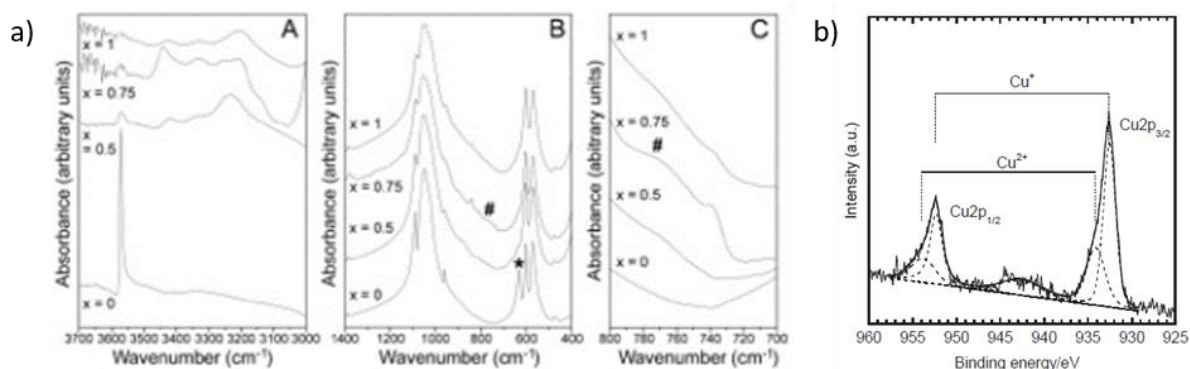 a)
A
x = 1
x = 0.75
x
= 0.5
x = 0
Absorbance (arbitrary units)
3700 3600 3500 3400 3300 3200 3100 3000
Wavenumber (cm⁻¹)
B
x = 1
#
x = 0.75
x = 0.5
★
x = 0
Absorbance (arbitrary units)
1400 1200 1000 800 600 400
Wavenumber (cm⁻¹)
C
x = 1
x = 0.75
#
x = 0.5
x = 0
Absorbance (abitrary units)
800 780 760 740 720 700
Wavenumber (cm⁻¹)
b)
Cu⁺
Cu2p₃/₂
Cu²⁺
Cu2p₁/₂
Intensity (a.u.)
960 955 950 945 940 935 930 925
Binding energy/eV